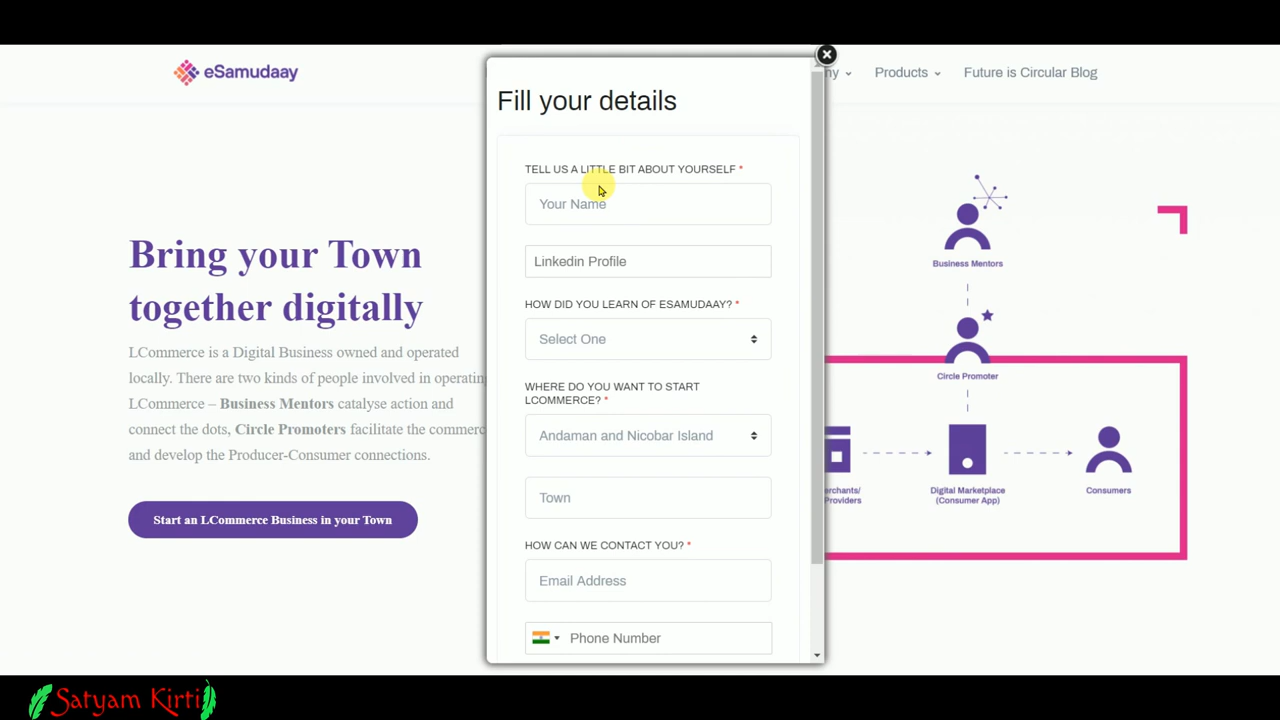 eSamudaay
hy
Products
Future is Circular Blog
Fill your details
TELL US A LITTLE BIT ABOUT YOURSELF *
Your Name
Linkedin Profile
HOW DID YOU LEARN OF ESAMUDAAY? *
Select One
WHERE DO YOU WANT TO START
LCOMMERCE? *
Andaman and Nicobar Island
Town
HOW CAN WE CONTACT YOU? *
Email Address
Phone Number
Bring your Town
together digitally
LCommerce is a Digital Business owned and operated
locally. There are two kinds of people involved in operating
LCommerce – Business Mentors catalyse action and
connect the dots, Circle Promoters facilitate the commerc
and develop the Producer-Consumer connections.
Start an LCommerce Business in your Town
Business Mentors
Circle Promoter
erchants/
Providers
Digital Marketplace
(Consumer App)
Consumers
Satyam Kirti